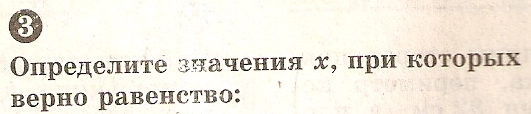 3
Определите значения x, при которых
верно равенство: